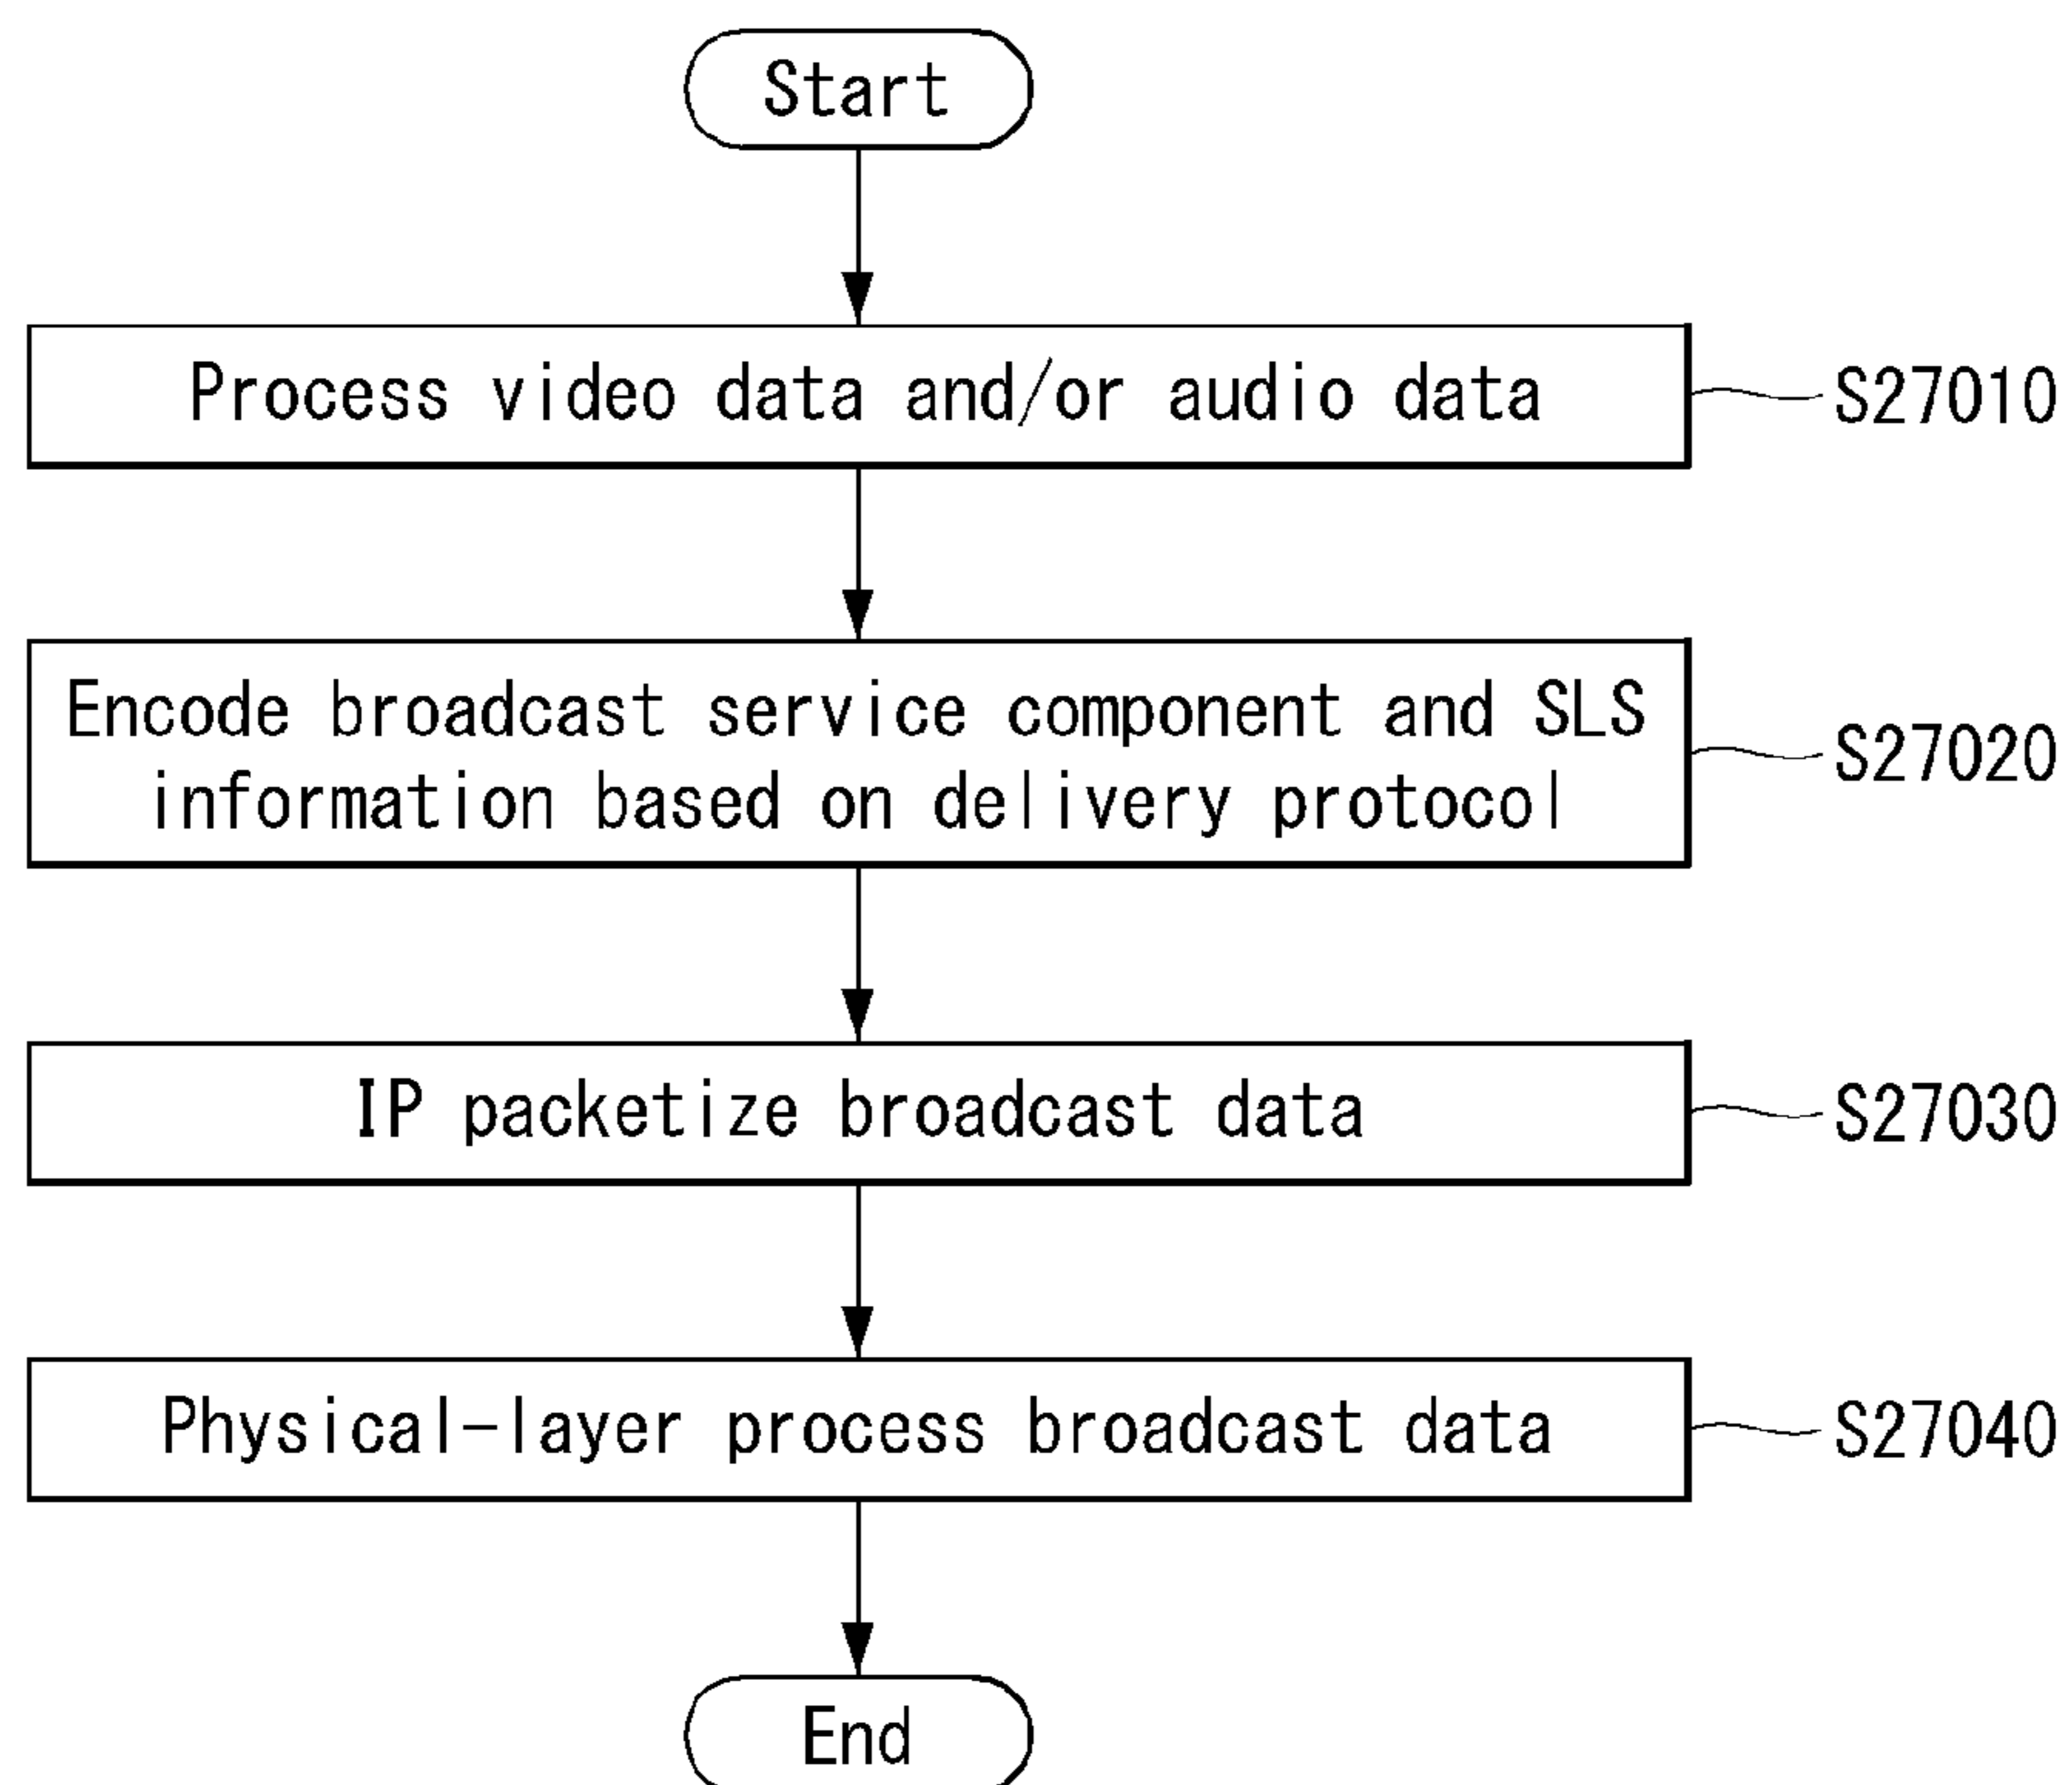 Start
Process video data and/or audio data
S27010
Encode broadcast service component and SLS
information based on delivery protocol
S27020
IP packetize broadcast data
S27030
Physical-layer process broadcast data
S27040
End